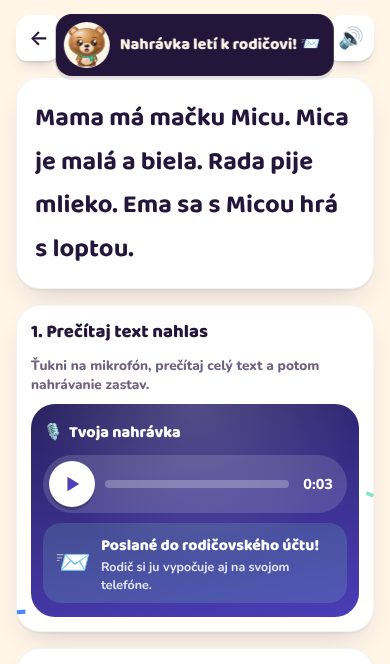 Nahrávka letí k rodičovi!
Mama má mačku Micu. Mica
je malá a biela. Rada pije
mlieko. Ema sa s Micou hrá
s loptou.
1. Prečítaj text nahlas
Ťukni na mikrofón, prečítaj celý text a potom
nahrávanie zastav.
Tvoja nahrávka
0:03
Poslané do rodičovského účtu!
Rodič si ju vypočuje aj na svojom
telefóne.